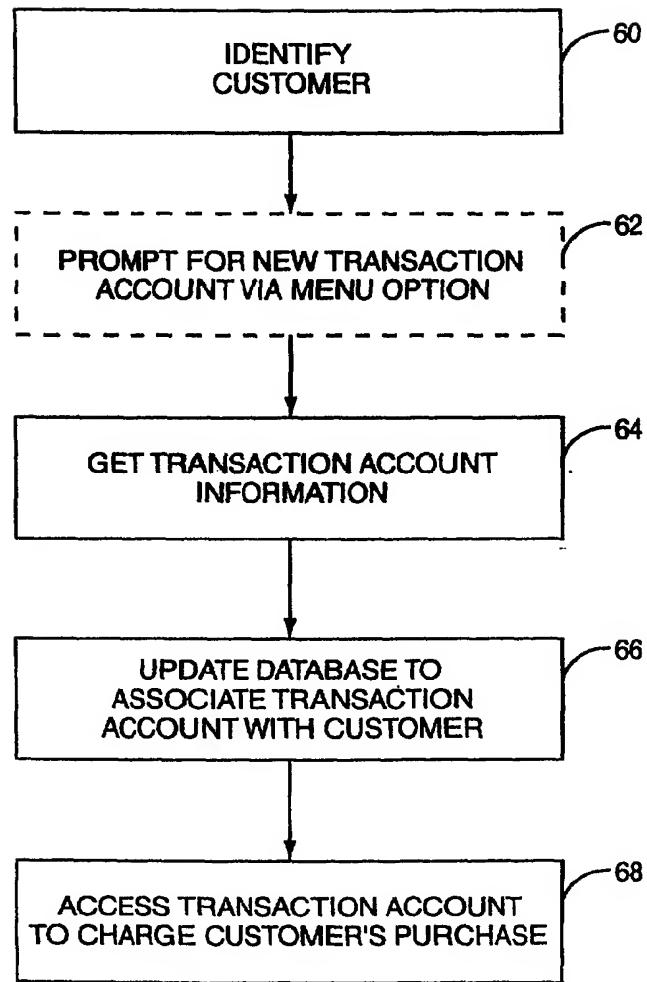 60
IDENTIFY
CUSTOMER
62
PROMPT FOR NEW TRANSACTION
ACCOUNT VIA MENU OPTION
64
GET TRANSACTION ACCOUNT
INFORMATION
66
UPDATE DATABASE TO
ASSOCIATE TRANSACTION
ACCOUNT WITH CUSTOMER
68
ACCESS TRANSACTION ACCOUNT
TO CHARGE CUSTOMER'S PURCHASE